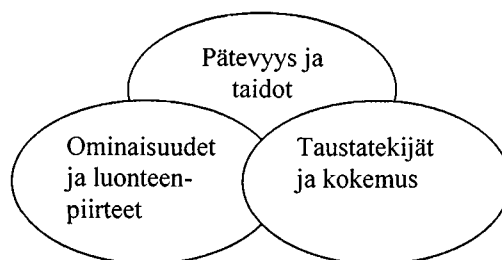 Pätevyys ja
taidot
Ominaisuudet
ja luonteen-
piirteet
Taustatekijät
ja kokemus